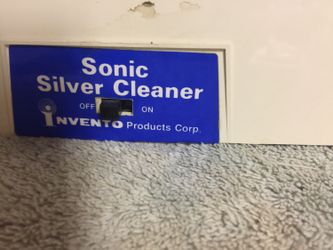 Sonic
Silver Cleaner
OFF ON
iNVENTO Products Corp.